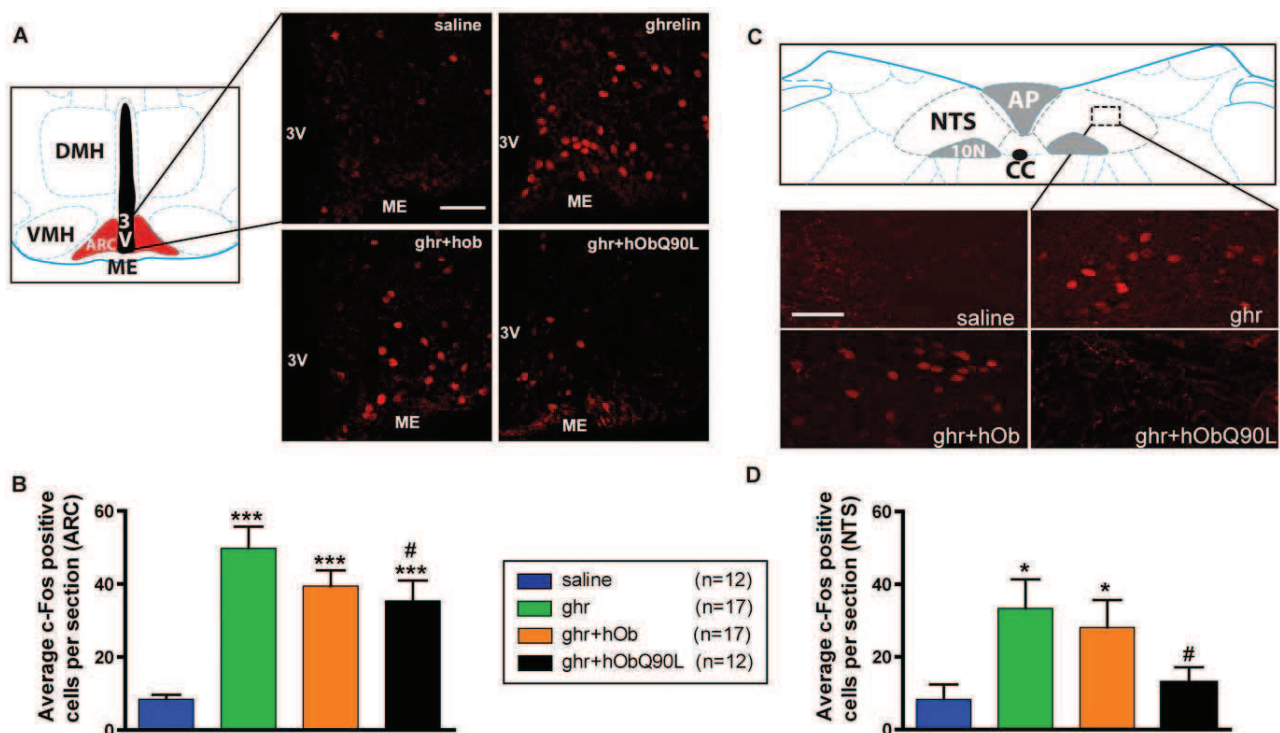 A
DMH
VMH
ARC
3
V
ME
saline
3V
ME
ghrelin
3V
ME
ghr+hob
3V
ME
ghr+hObQ90L
3V
ME
C
AP
NTS
10N
CC
saline
ghr
ghr+hOb
ghr+hObQ90L
B
Average c-Fos positive
cells per section (ARC)
60
40
20
0
***
***
#
***
saline (n=12)
ghr (n=17)
ghr+hOb (n=17)
ghr+hObQ90L (n=12)
D
Average c-Fos positive
cells per section (NTS)
60
40
20
0
*
*
#